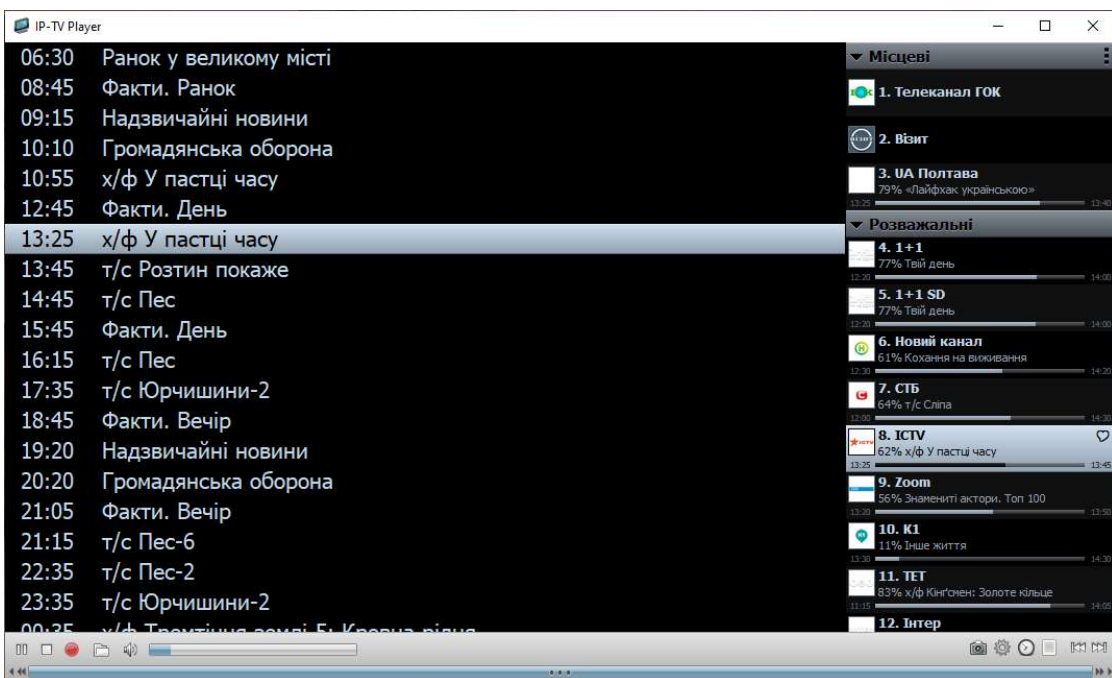 IP-TV Player
06:30 Ранок у великому місті
08:45 Факти. Ранок
09:15 Надзвичайні новини
10:10 Громадянська оборона
10:55 х/ф У пастці часу
12:45 Факти. День
13:25 х/ф У пастці часу
13:45 т/с Розтин покаже
14:45 т/с Пес
15:45 Факти. День
16:15 т/с Пес
17:35 т/с Юрчишини-2
18:45 Факти. Вечір
19:20 Надзвичайні новини
20:20 Громадянська оборона
21:05 Факти. Вечір
21:15 т/с Пес-6
22:35 т/с Пес-2
23:35 т/с Юрчишини-2
00:35 х/ф Тремтіння землі 5: Кровна рідня
Місцеві
1. Телеканал ГОК
2. Візит
3. UA Полтава
79% «Лайфхак українською»
13:25 13:40
Розважальні
4. 1+1
77% Твій день
12:20 14:00
5. 1+1 SD
77% Твій день
12:20 14:00
6. Новий канал
61% Кохання на виживання
12:30 14:20
7. СТБ
64% т/с Сліпа
12:00 14:30
8. ICTV
62% х/ф У пастці часу
13:25 13:45
9. Zoom
56% Знамениті актори. Топ 100
13:20 13:50
10. К1
11% Інше життя
13:30 14:30
11. ТЕТ
83% х/ф Кінґсмен: Золоте кільце
11:15 14:05
12. Інтер